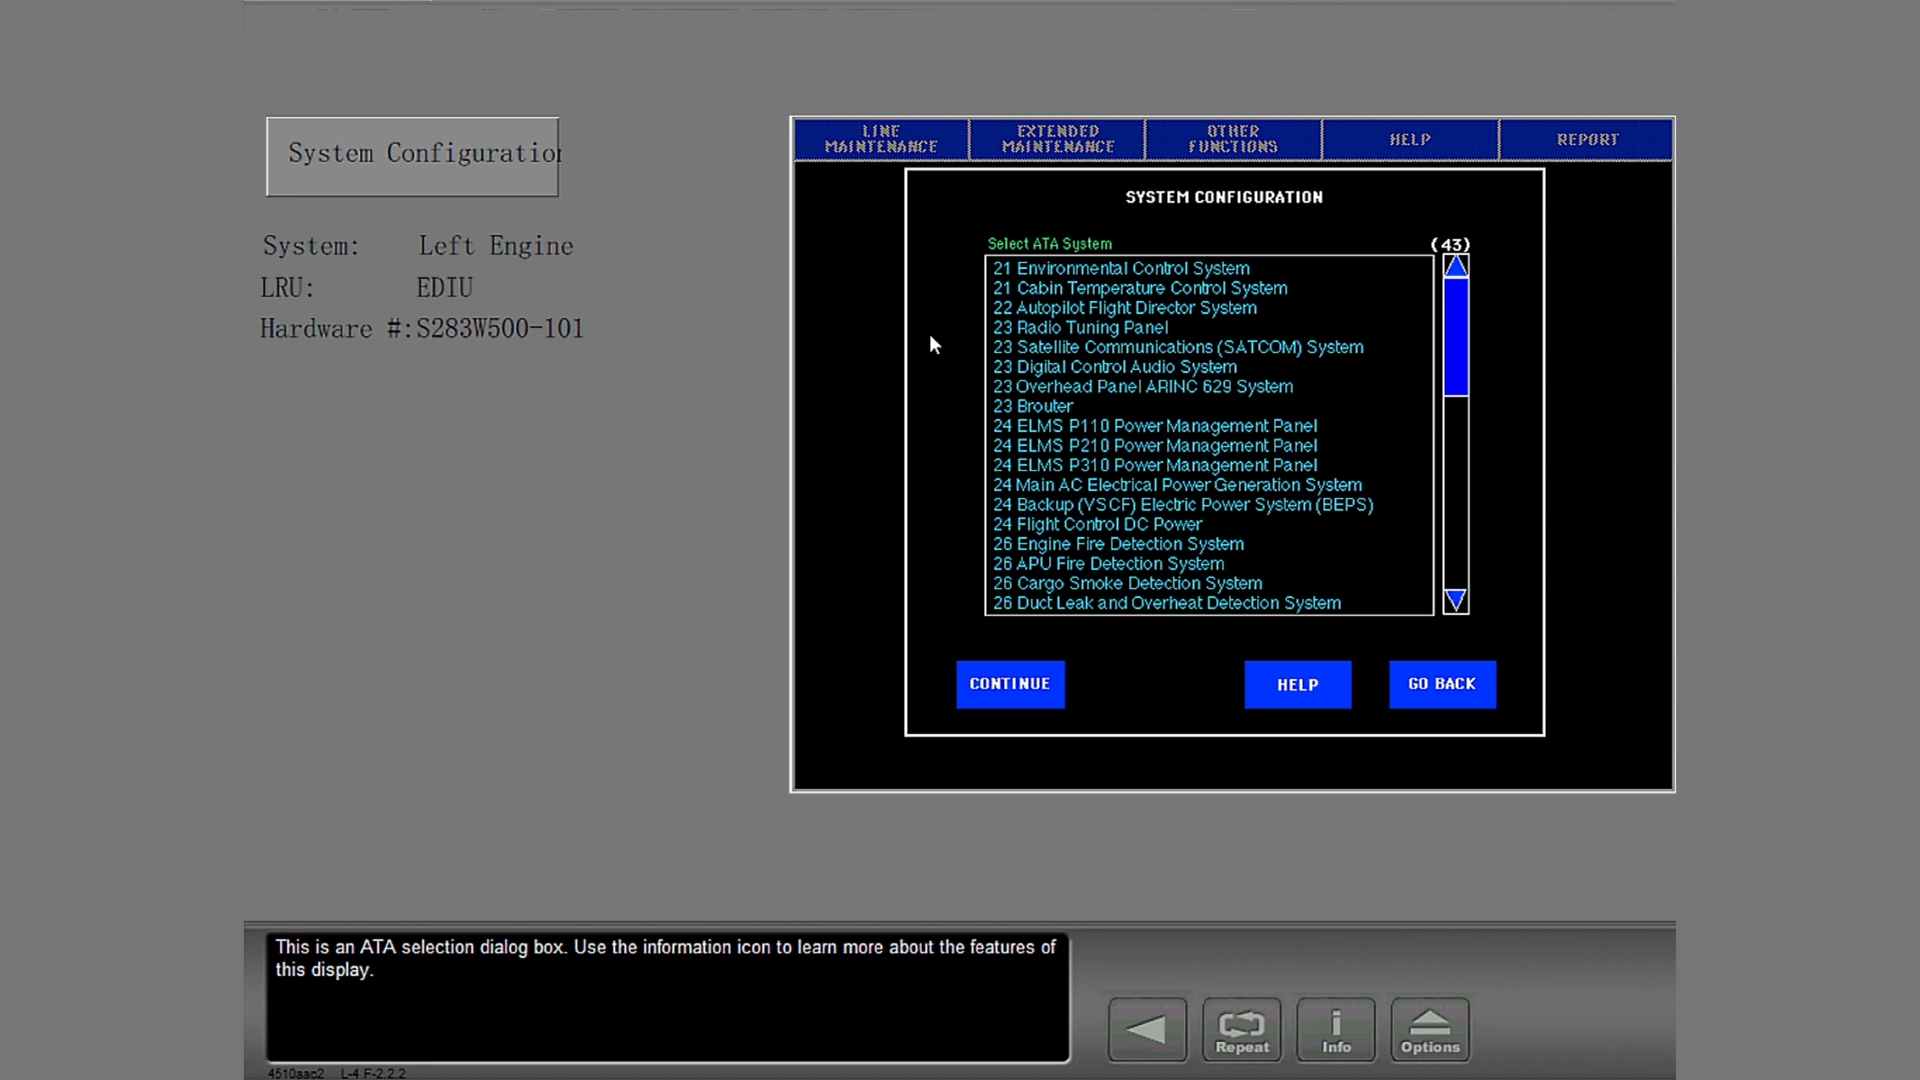 System Configuratio
System: Left Engine
LRU: EDIU
Hardware #:S283W500-101
LINE MAINTENANCE
EXTENDED MAINTENANCE
OTHER FUNCTIONS
HELP
REPORT
SYSTEM CONFIGURATION
Select ATA System
(43)
21 Environmental Control System
21 Cabin Temperature Control System
22 Autopilot Flight Director System
23 Radio Tuning Panel
23 Satellite Communications (SATCOM) System
23 Digital Control Audio System
23 Overhead Panel ARINC 629 System
23 Brouter
24 ELMS P110 Power Management Panel
24 ELMS P210 Power Management Panel
24 ELMS P310 Power Management Panel
24 Main AC Electrical Power Generation System
24 Backup (VSCF) Electric Power System (BEPS)
24 Flight Control DC Power
26 Engine Fire Detection System
26 APU Fire Detection System
26 Cargo Smoke Detection System
26 Duct Leak and Overheat Detection System
CONTINUE
HELP
GO BACK
This is an ATA selection dialog box. Use the information icon to learn more about the features of
this display.
Repeat
Info
Options
4510aac2 L-4 F-2.2.2